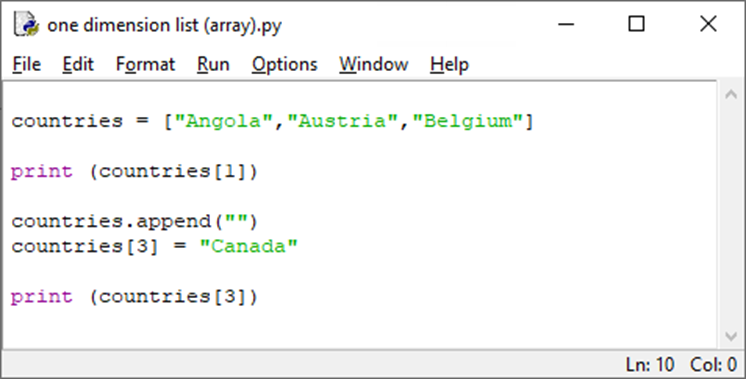 one dimension list (array).py
File Edit Format Run Options Window Help
countries = ["Angola","Austria","Belgium"]
print (countries[1])
countries.append("")
countries[3] = "Canada"
print (countries[3])
Ln: 10 Col: 0